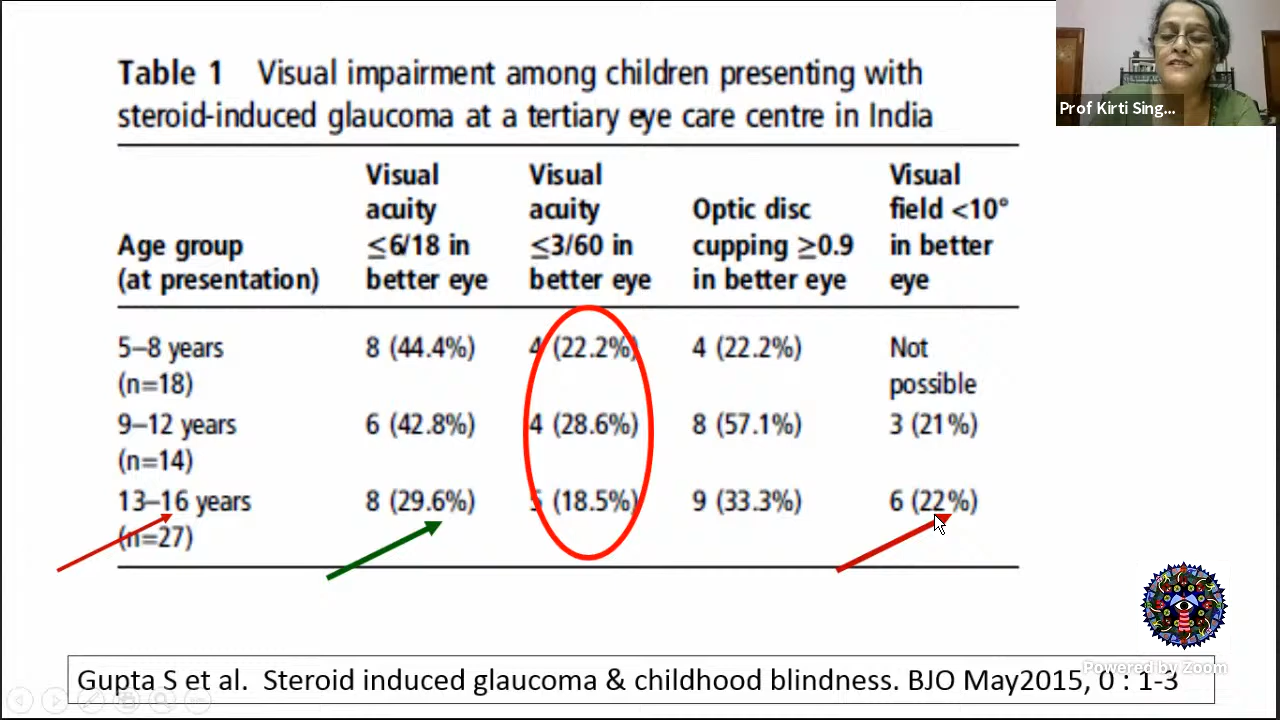 Prof Kirti Sing...
Table 1 Visual impairment among children presenting with
steroid-induced glaucoma at a tertiary eye care centre in India
Age group
(at presentation)
Visual
acuity
≤6/18 in
better eye
Visual
acuity
≤3/60 in
better eye
Optic disc
cupping ≥0.9
in better eye
Visual
field <10°
in better
eye
5–8 years
(n=18)
8 (44.4%)
4 (22.2%)
4 (22.2%)
Not
possible
9–12 years
(n=14)
6 (42.8%)
4 (28.6%)
8 (57.1%)
3 (21%)
13–16 years
(n=27)
8 (29.6%)
5 (18.5%)
9 (33.3%)
6 (22%)
Powered by Zoom
Gupta S et al. Steroid induced glaucoma & childhood blindness. BJO May2015, 0 : 1-3